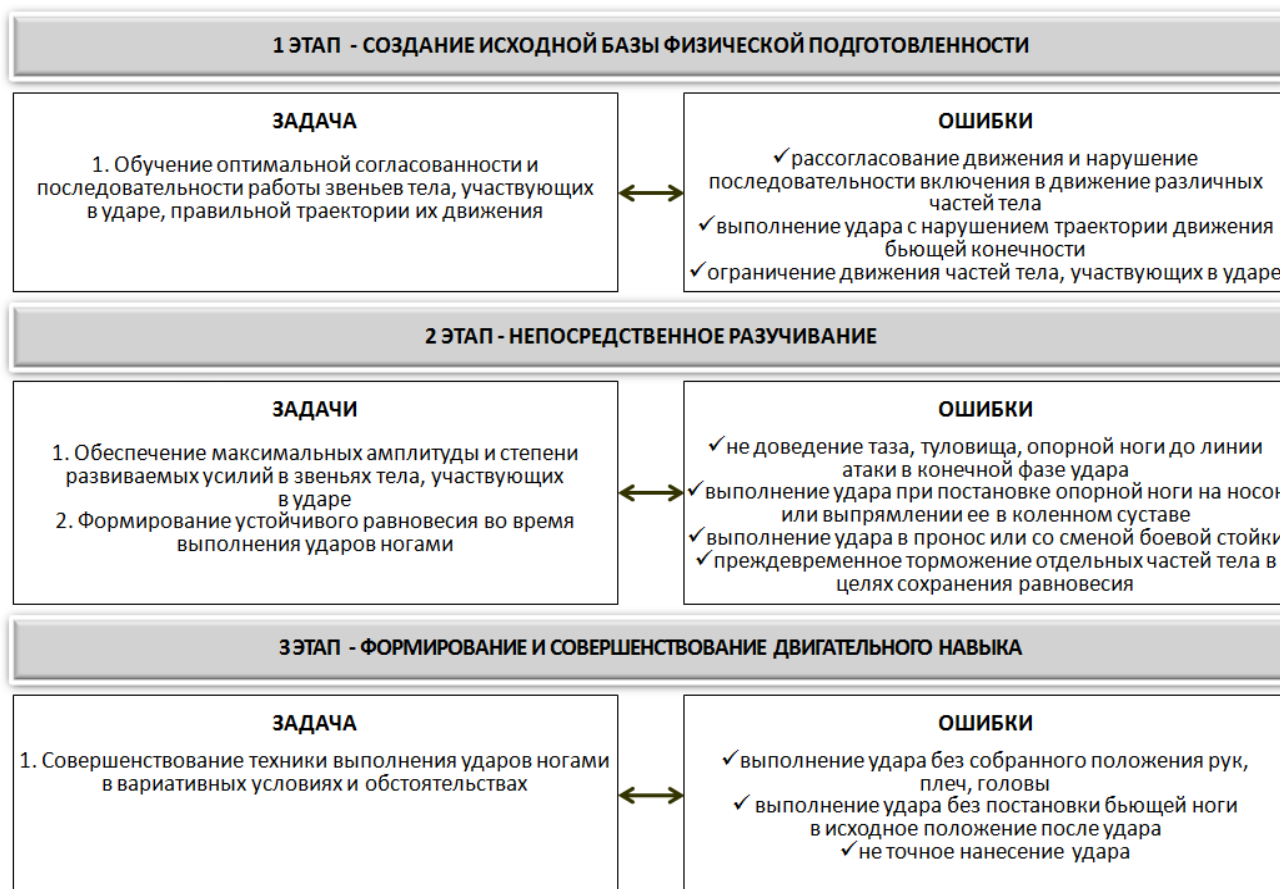 1 ЭТАП - СОЗДАНИЕ ИСХОДНОЙ БАЗЫ ФИЗИЧЕСКОЙ ПОДГОТОВЛЕННОСТИ
ЗАДАЧА
1. Обучение оптимальной согласованности и
последовательности работы звеньев тела, участвующих
в ударе, правильной траектории их движения
ОШИБКИ
✓рассогласование движения и нарушение
последовательности включения в движение различных
частей тела
✓выполнение удара с нарушением траектории движения
бьющей конечности
✓ограничение движения частей тела, участвующих в ударе
2 ЭТАП - НЕПОСРЕДСТВЕННОЕ РАЗУЧИВАНИЕ
ЗАДАЧИ
1. Обеспечение максимальных амплитуды и степени
развиваемых усилий в звеньях тела, участвующих
в ударе
2. Формирование устойчивого равновесия во время
выполнения ударов ногами
ОШИБКИ
✓не доведение таза, туловища, опорной ноги до линии
атаки в конечной фазе удара
✓выполнение удара при постановке опорной ноги на носок
или выпрямлении ее в коленном суставе
✓выполнение удара в пронос или со сменой боевой стойки
✓преждевременное торможение отдельных частей тела в
целях сохранения равновесия
3 ЭТАП - ФОРМИРОВАНИЕ И СОВЕРШЕНСТВОВАНИЕ ДВИГАТЕЛЬНОГО НАВЫКА
ЗАДАЧА
1. Совершенствование техники выполнения ударов ногами
в вариативных условиях и обстоятельствах
ОШИБКИ
✓выполнение удара без собранного положения рук,
плеч, головы
✓ выполнение удара без постановки бьющей ноги
в исходное положение после удара
✓не точное нанесение удара